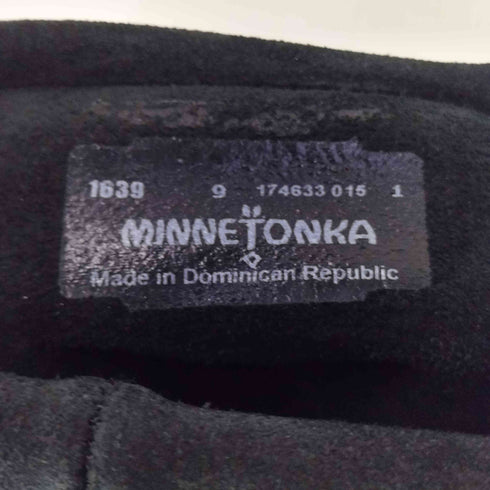 1639 9 174633 015 1
MINNETONKA
Made in Dominican Republic